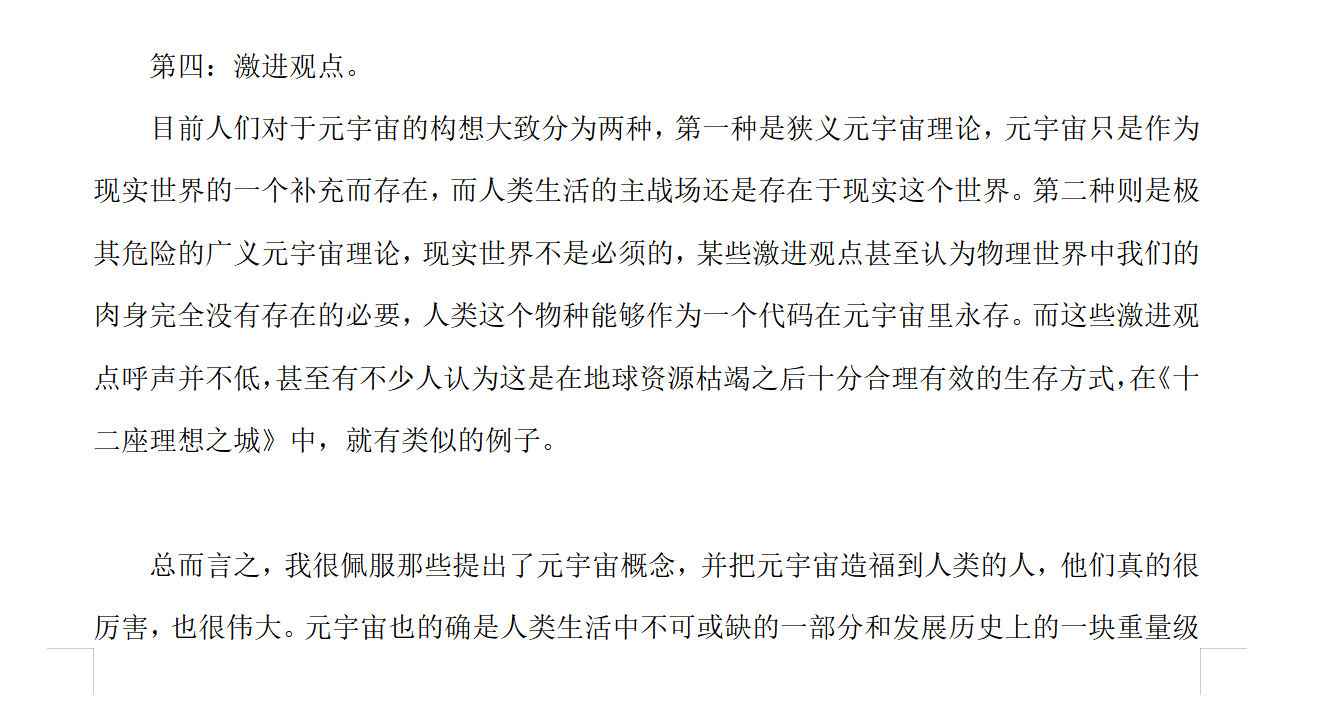 第四：激进观点。
目前人们对于元宇宙的构想大致分为两种，第一种是狭义元宇宙理论，元宇宙只是作为
现实世界的一个补充而存在，而人类生活的主战场还是存在于现实这个世界。第二种则是极
其危险的广义元宇宙理论，现实世界不是必须的，某些激进观点甚至认为物理世界中我们的
肉身完全没有存在的必要，人类这个物种能够作为一个代码在元宇宙里永存。而这些激进观
点呼声并不低，甚至有不少人认为这是在地球资源枯竭之后十分合理有效的生存方式，在《十
二座理想之城》中，就有类似的例子。
总而言之，我很佩服那些提出了元宇宙概念，并把元宇宙造福到人类的人，他们真的很
厉害，也很伟大。元宇宙也的确是人类生活中不可或缺的一部分和发展历史上的一块重量级